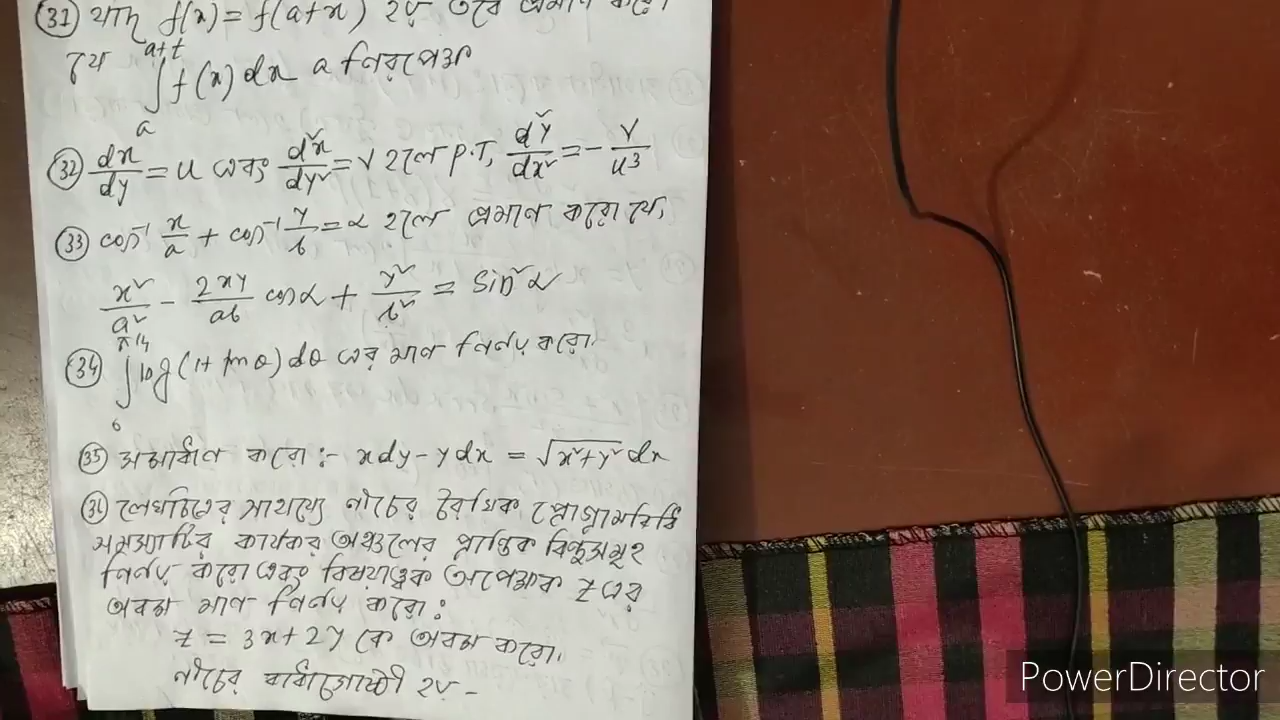 (31) যদি f(x) = f(a+x) হয় তবে প্রমাণ করো
যে ∫ₐᵃ⁺ᵗ f(x) dx a নিরপেক্ষ
(32) dx/dy = u এবং d²x/dy² = v হলে P.T, d²y/dx² = - v/u³
(33) cos⁻¹ x/a + cos⁻¹ y/b = α হলে প্রমাণ করো যে,
x²/a² - 2xy/ab cosα + y²/b² = sin²α
(34) ∫₀^π/4 log(1+tanθ)dθ এর মান নির্ণয় করো।
(35) সমাধান করো:- xdy - ydx = √x²+y² dx
(36) লেখচিত্রের সাহায্যে নীচের রৈখিক প্রোগ্রামবিধি
সমস্যাটির কার্যকর অঞ্চলের প্রান্তিক বিন্দুসমূহ
নির্ণয় করো এবং বিষয়াত্মক অপেক্ষক Z এর
অবম মান নির্ণয় করো:
Z = 3x + 2y কে অবম করো।
নীচের বাধাগোষ্ঠী হয় -
PowerDirector